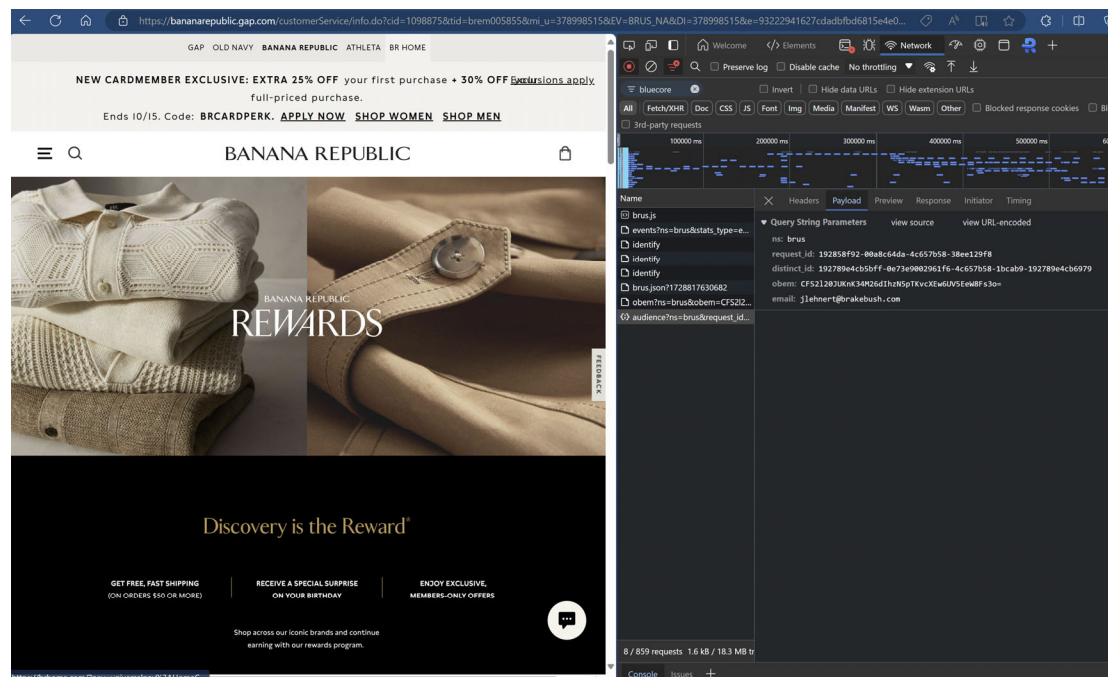 https://bananarepublic.gap.com/customerService/info.do?cid=1098875&tid=brem005855&mi_u=378998515&EV=BRUS_NA&DI=378998515&e=93222941627cdadbfbd6815e4e0...
GAP OLD NAVY BANANA REPUBLIC ATHLETA BR HOME
NEW CARDMEMBER EXCLUSIVE: EXTRA 25% OFF your first purchase + 30% OFF
Exclusions apply
full-priced purchase.
Ends 10/15. Code: BRCARDPERK. APPLY NOW SHOP WOMEN SHOP MEN
BANANA REPUBLIC
BANANA REPUBLIC
REWARDS
FEEDBACK
Discovery is the Reward
GET FREE, FAST SHIPPING
(ON ORDERS $50 OR MORE)
RECEIVE A SPECIAL SURPRISE
ON YOUR BIRTHDAY
ENJOY EXCLUSIVE,
MEMBERS-ONLY OFFERS
Shop across our iconic brands and continue
earning with our rewards program.
Welcome Elements Network
Preserve log Disable cache No throttling
bluecore Invert Hide data URLs Hide extension URLs
All Fetch/XHR Doc CSS JS Font Img Media Manifest WS Wasm Other Blocked response cookies
3rd-party requests
100000 ms 200000 ms 300000 ms 400000 ms 500000 ms
Name
brus.js
events?ns=brus&stats_type=e...
identify
identify
identify
brus.json?1728817630682
obem?ns=brus&obem=CFS2l2...
audience?ns=brus&request_id...
Headers Payload Preview Response Initiator Timing
Query String Parameters view source view URL-encoded
ns: brus
request_id: 192858f92-00a8c64da-4c657b58-38ee129f8
distinct_id: 192789e4cb5bff-0e73e9002961f6-4c657b58-1bcab9-192789e4cb6979
obem: CFS2l20JUKnK34M26dIhzN5pTKvcXEw6UV5EeW8Fs3o=
email: jlehnert@brakebush.com
8 / 859 requests 1.6 kB / 18.3 MB tr
Console Issues